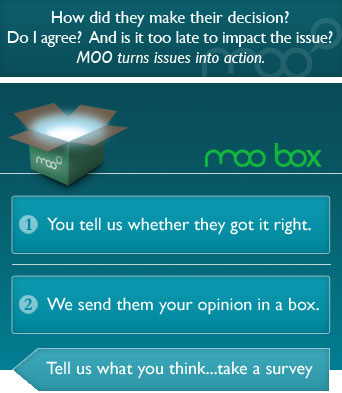 How did they make their decision?
Do I agree? And is it too late to impact the issue?
MOO turns issues into action.
moo
moo
moo box
1 You tell us whether they got it right.
2 We send them your opinion in a box.
Tell us what you think...take a survey